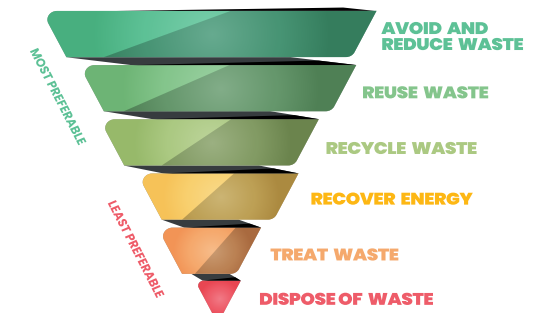 AVOID AND
REDUCE WASTE
MOST PREFERABLE
REUSE WASTE
RECYCLE WASTE
RECOVER ENERGY
LEAST PREFERABLE
TREAT WASTE
DISPOSE OF WASTE